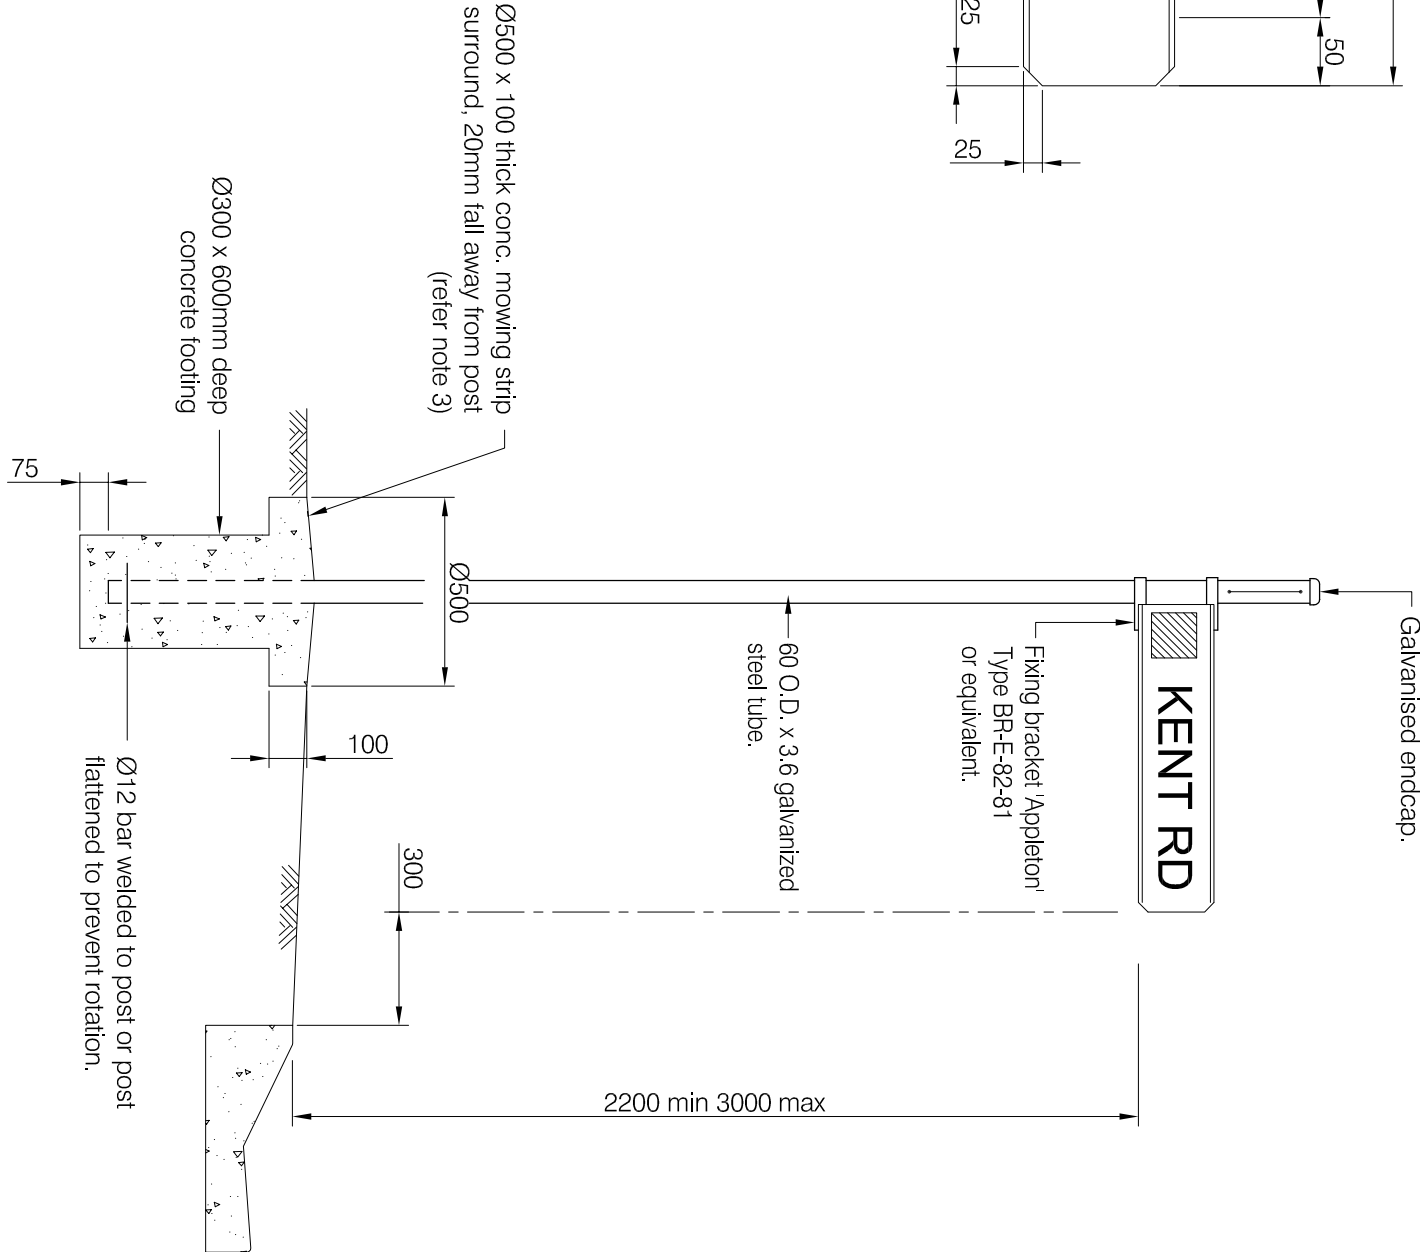 Galvanised endcap.
KENT RD
Fixing bracket 'Appleton'
Type BR-E-82-81
or equivalent.
60 O.D. x 3.6 galvanized
steel tube.
Ø500 x 100 thick conc. mowing strip
surround, 20mm fall away from post
(refer note 3)
Ø300 x 600mm deep
concrete footing
Ø12 bar welded to post or post
flattened to prevent rotation.
Ø500
75
100
300
2200 min 3000 max
25
50
25